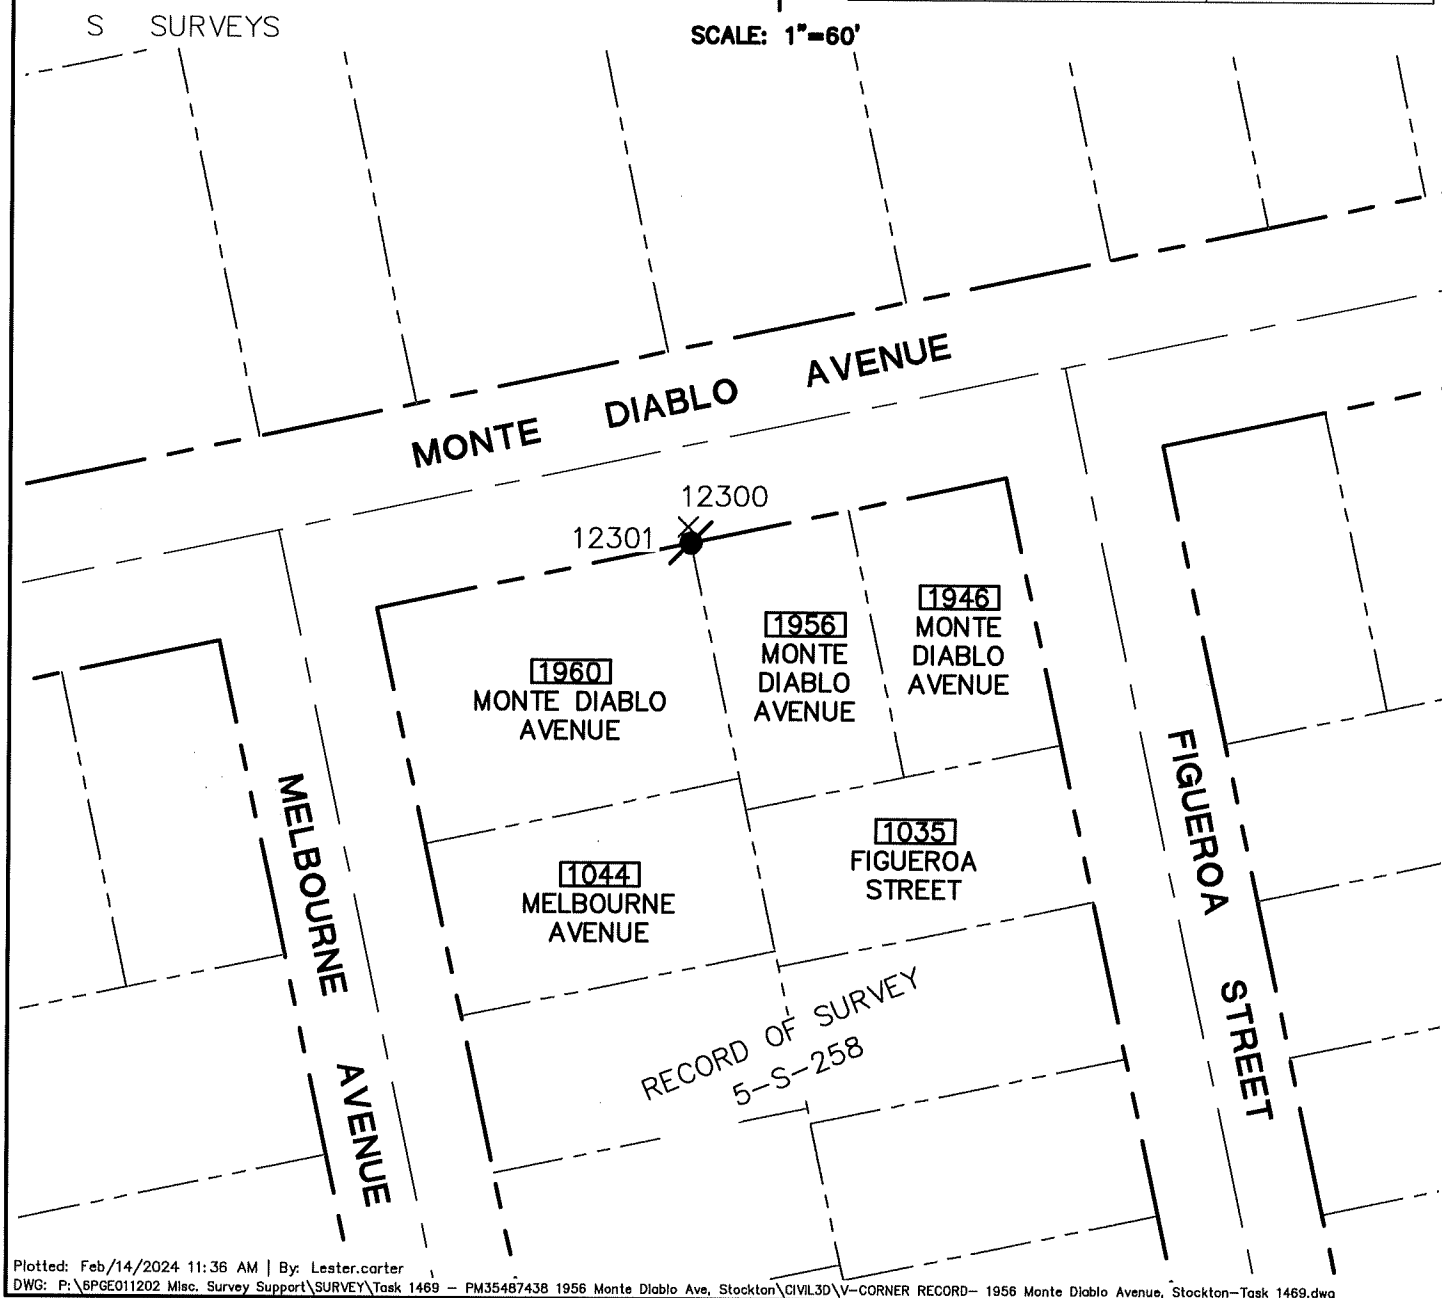 S SURVEYS
SCALE: 1"=60'
MONTE DIABLO AVENUE
12300
12301
1946
MONTE
DIABLO
AVENUE
1956
MONTE
DIABLO
AVENUE
1960
MONTE DIABLO
AVENUE
MELBOURNE AVENUE
FIGUEROA STREET
1035
FIGUEROA
STREET
1044
MELBOURNE
AVENUE
RECORD OF SURVEY
5-S-258
Plotted: Feb/14/2024 11:36 AM | By: Lester.carter
DWG: P:\6PGE011202 Misc. Survey Support\SURVEY\Task 1469 - PM35487438 1956 Monte Diablo Ave, Stockton\CIVIL3D\V-CORNER RECORD- 1956 Monte Diablo Avenue, Stockton-Task 1469.dwg